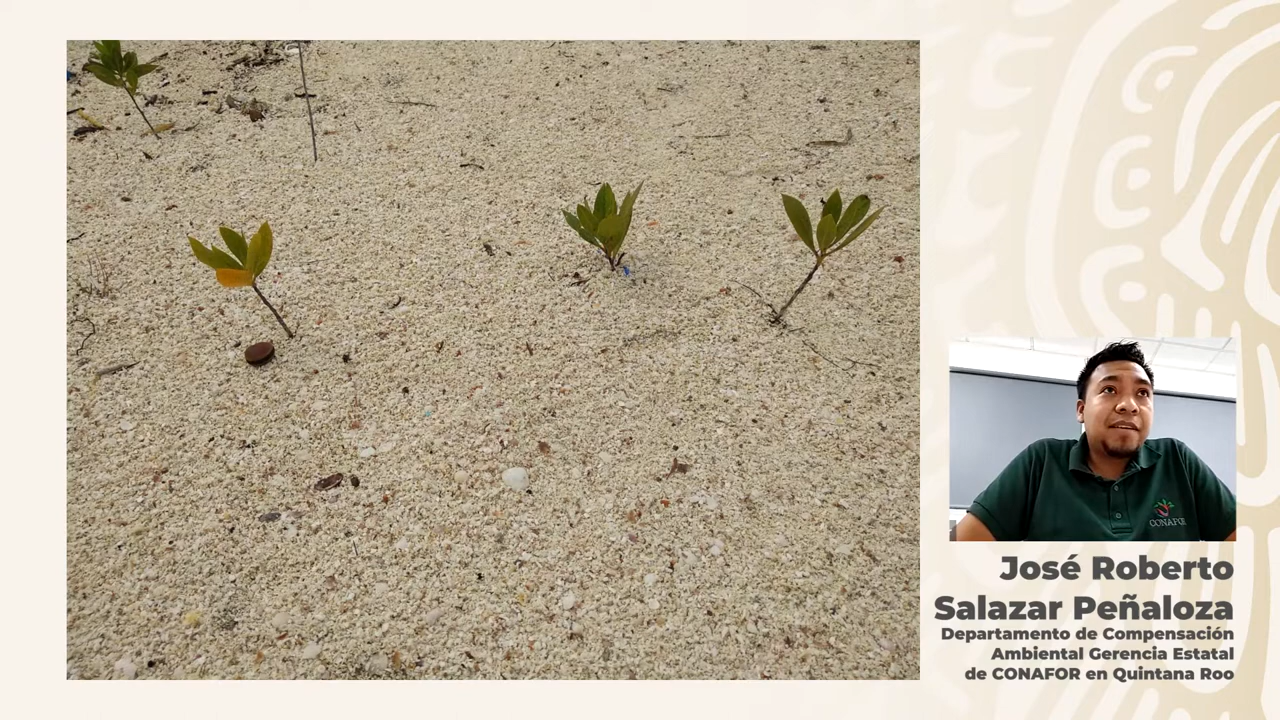 CONAFOR
José Roberto
Salazar Peñaloza
Departamento de Compensación
Ambiental Gerencia Estatal
de CONAFOR en Quintana Roo